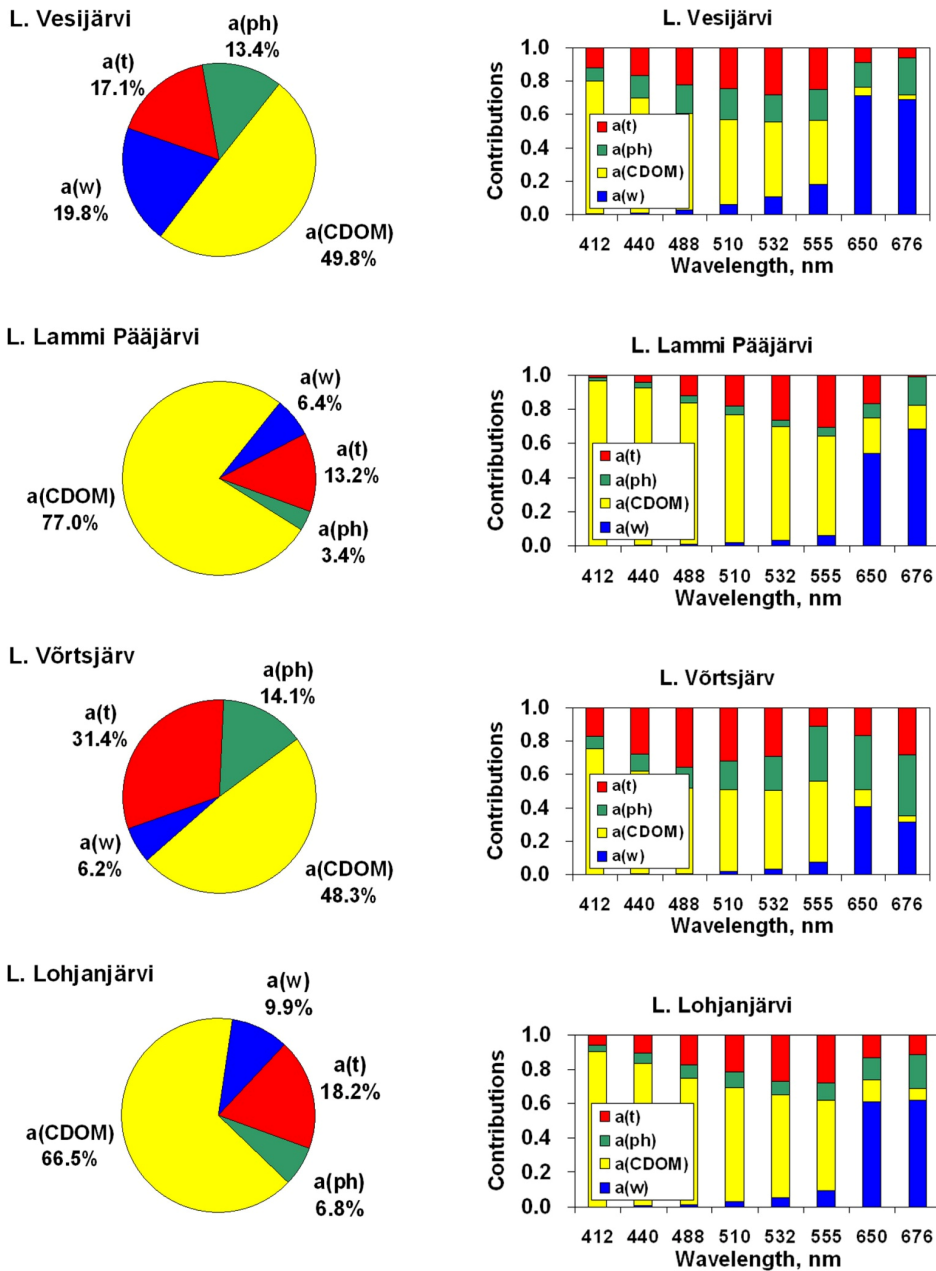 L. Vesijärvi
a(ph)
13.4%
a(t)
17.1%
a(w)
19.8%
a(CDOM)
49.8%
L. Vesijärvi
Contributions
1.0
0.8
0.6
0.4
0.2
0.0
a(t)
a(ph)
a(CDOM)
a(w)
412 440 488 510 532 555 650 676
Wavelength, nm
L. Lammi Pääjärvi
a(w)
6.4%
a(t)
13.2%
a(CDOM)
77.0%
a(ph)
3.4%
L. Lammi Pääjärvi
Contributions
1.0
0.8
0.6
0.4
0.2
0.0
a(t)
a(ph)
a(CDOM)
a(w)
412 440 488 510 532 555 650 676
Wavelength, nm
L. Võrtsjärv
a(ph)
14.1%
a(t)
31.4%
a(w)
6.2%
a(CDOM)
48.3%
L. Võrtsjärv
Contributions
1.0
0.8
0.6
0.4
0.2
0.0
a(t)
a(ph)
a(CDOM)
a(w)
412 440 488 510 532 555 650 676
Wavelength, nm
L. Lohjanjärvi
a(w)
9.9%
a(t)
18.2%
a(CDOM)
66.5%
a(ph)
6.8%
L. Lohjanjärvi
Contributions
1.0
0.8
0.6
0.4
0.2
0.0
a(t)
a(ph)
a(CDOM)
a(w)
412 440 488 510 532 555 650 676
Wavelength, nm